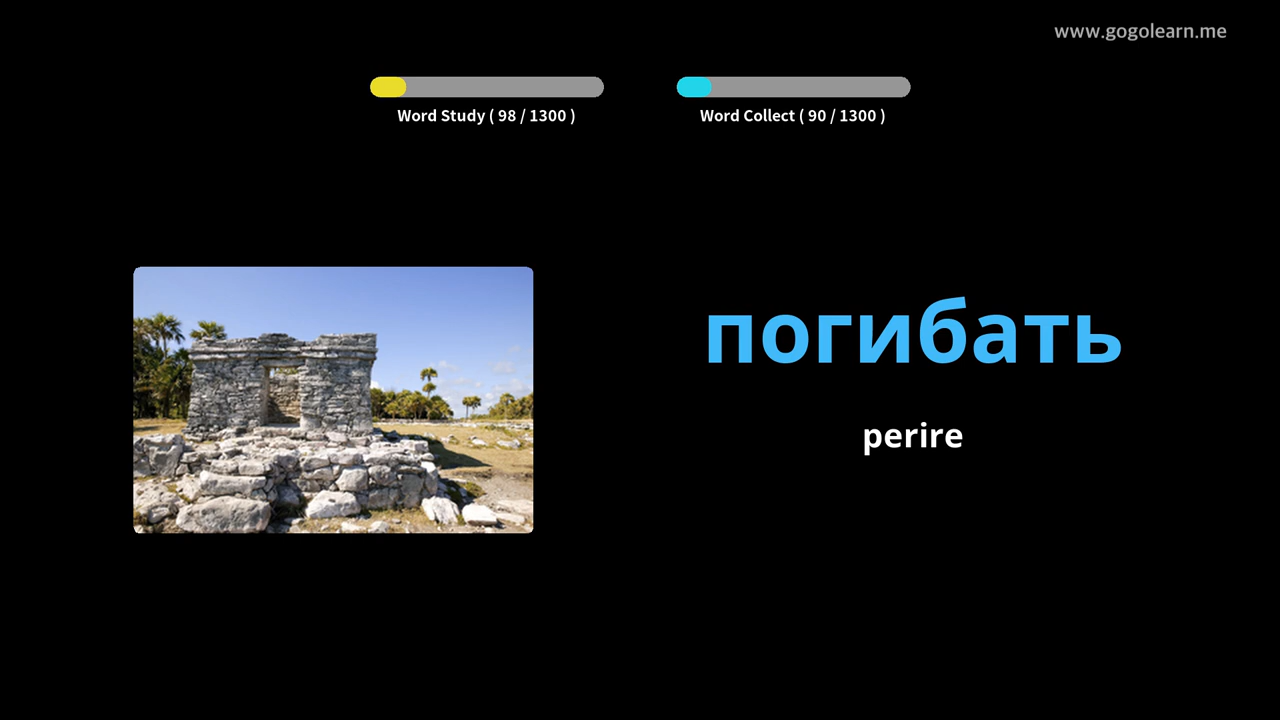 www.gogolearn.me
Word Study ( 98 / 1300 )
Word Collect ( 90 / 1300 )
погибать
perire